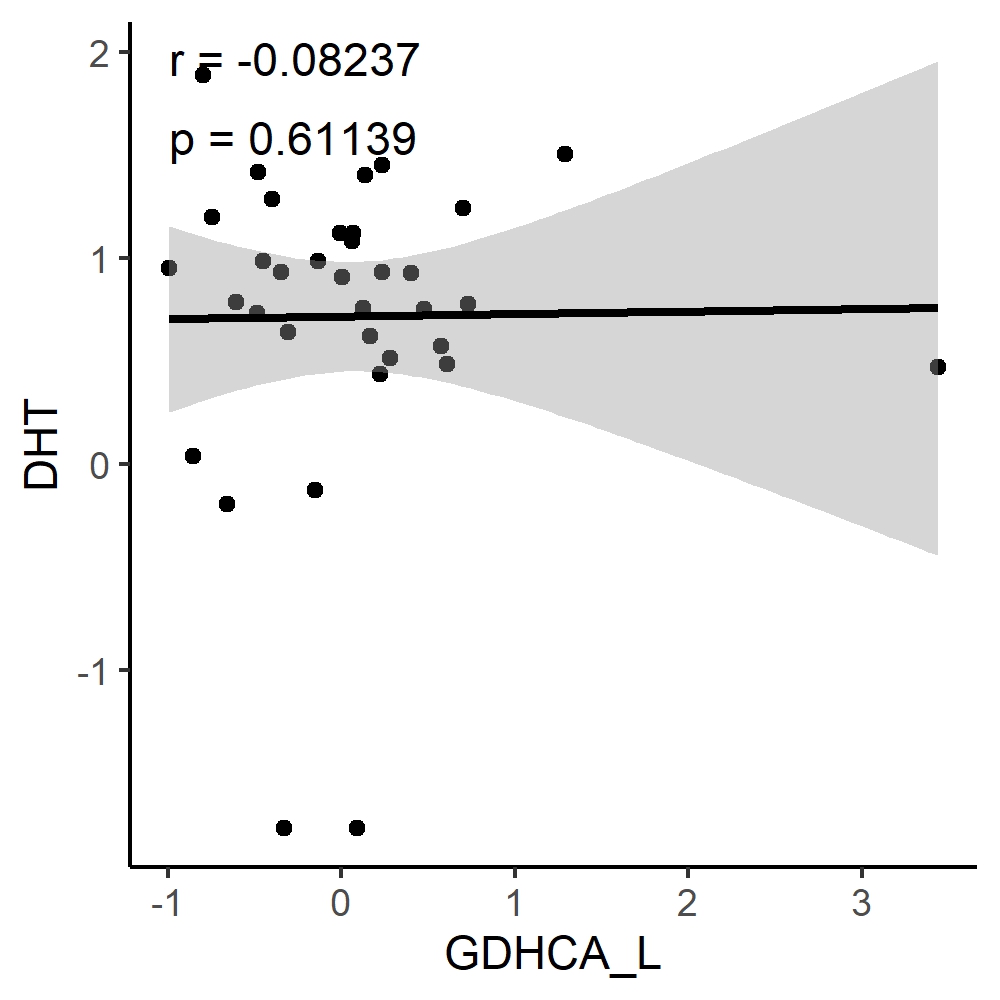 r = -0.08237
p = 0.61139
2
1
0
-1
DHT
-1 0 1 2 3
GDHCA_L